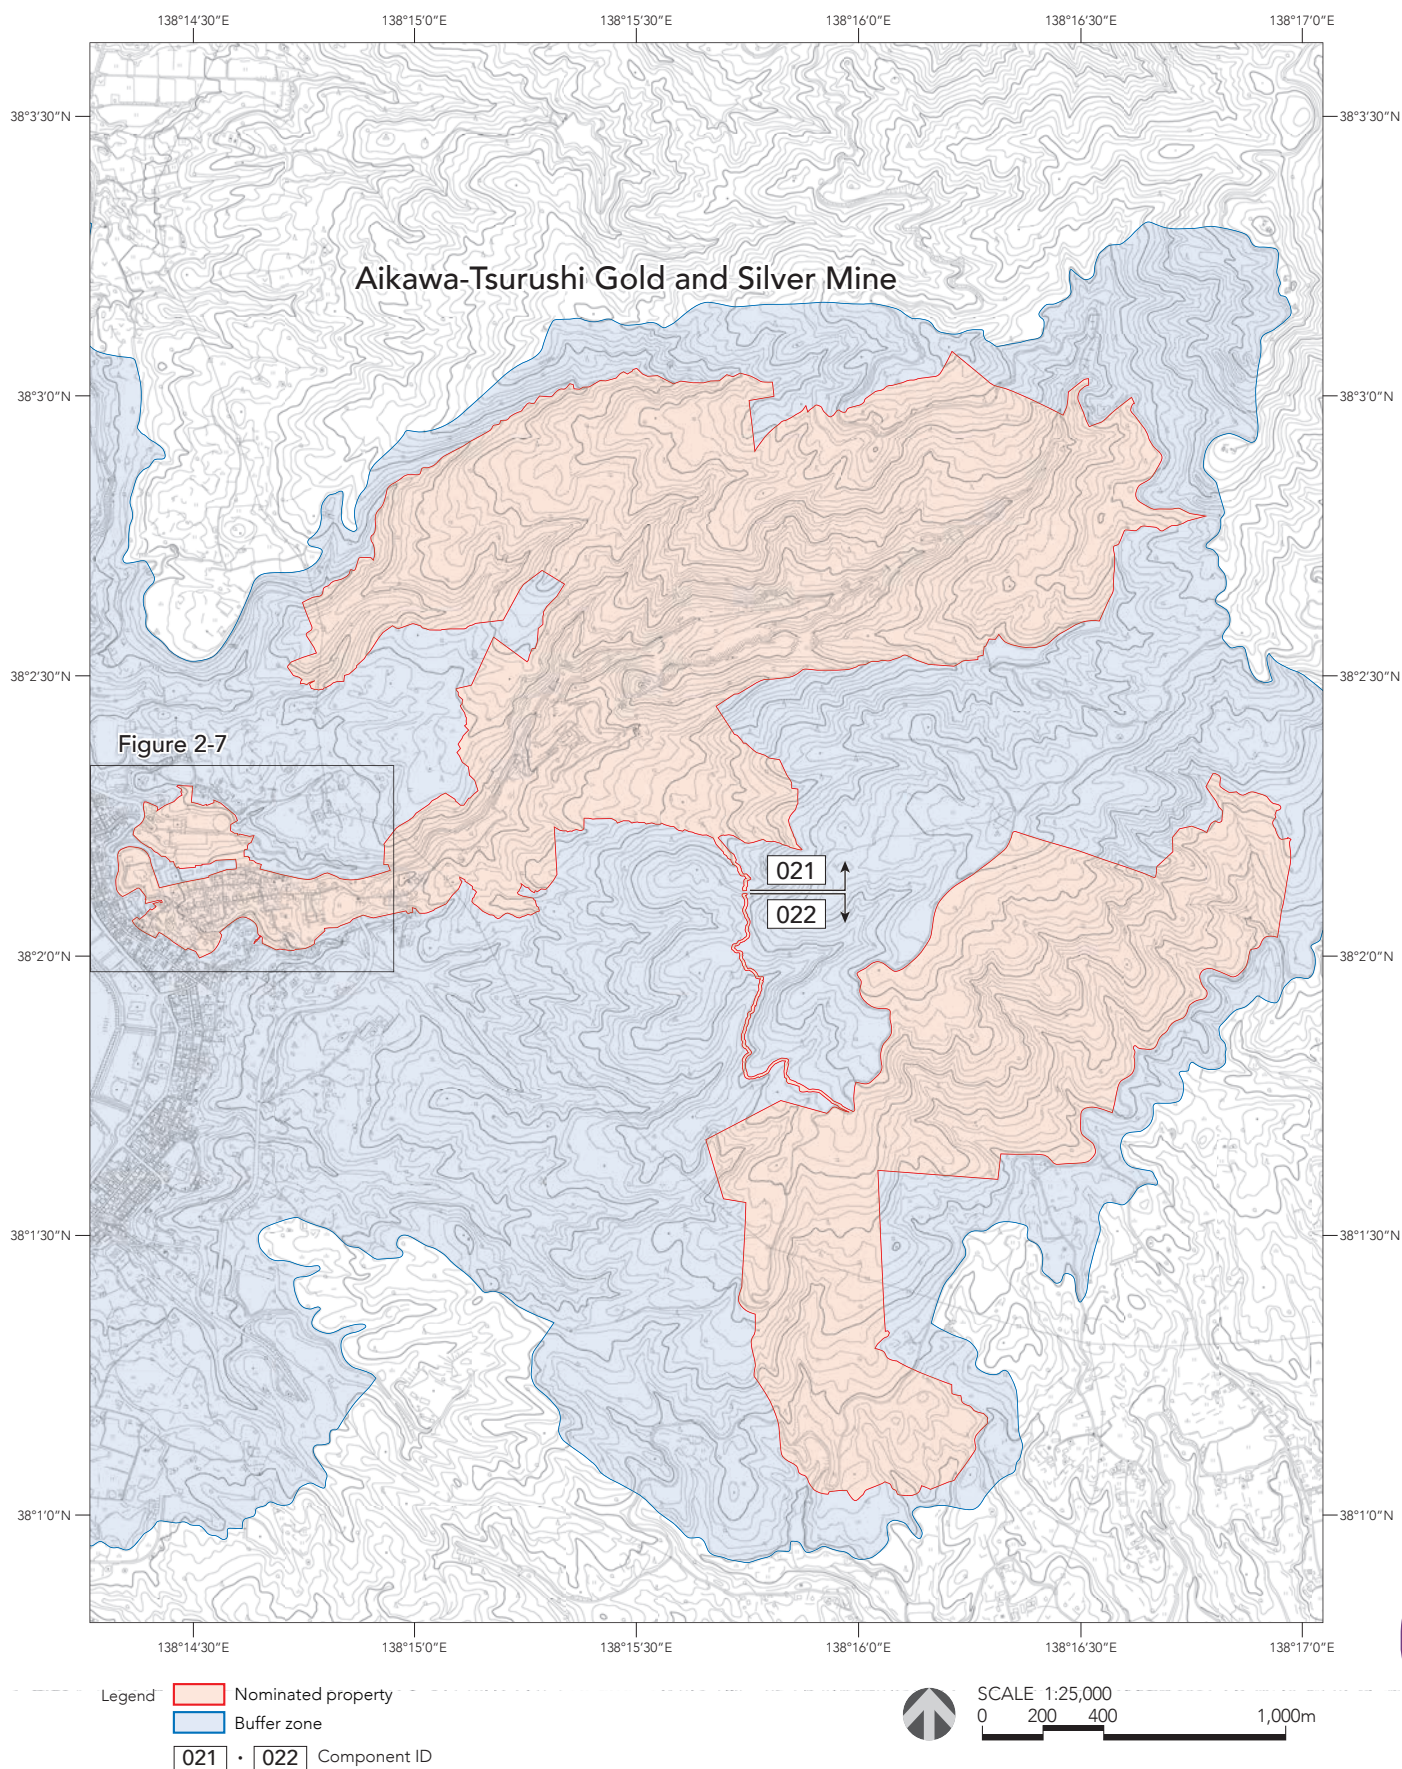 138°14'30"E 138°15'0"E 138°15'30"E 138°16'0"E 138°16'30"E 138°17'0"E
38°3'30"N 38°3'30"N
Aikawa-Tsurushi Gold and Silver Mine
38°3'0"N 38°3'0"N
38°2'30"N 38°2'30"N
Figure 2-7
021
022
38°2'0"N 38°2'0"N
38°1'30"N 38°1'30"N
38°1'0"N 38°1'0"N
138°14'30"E 138°15'0"E 138°15'30"E 138°16'0"E 138°16'30"E 138°17'0"E
Legend Nominated property
Buffer zone
021 · 022 Component ID
SCALE 1:25,000
0 200 400 1,000m